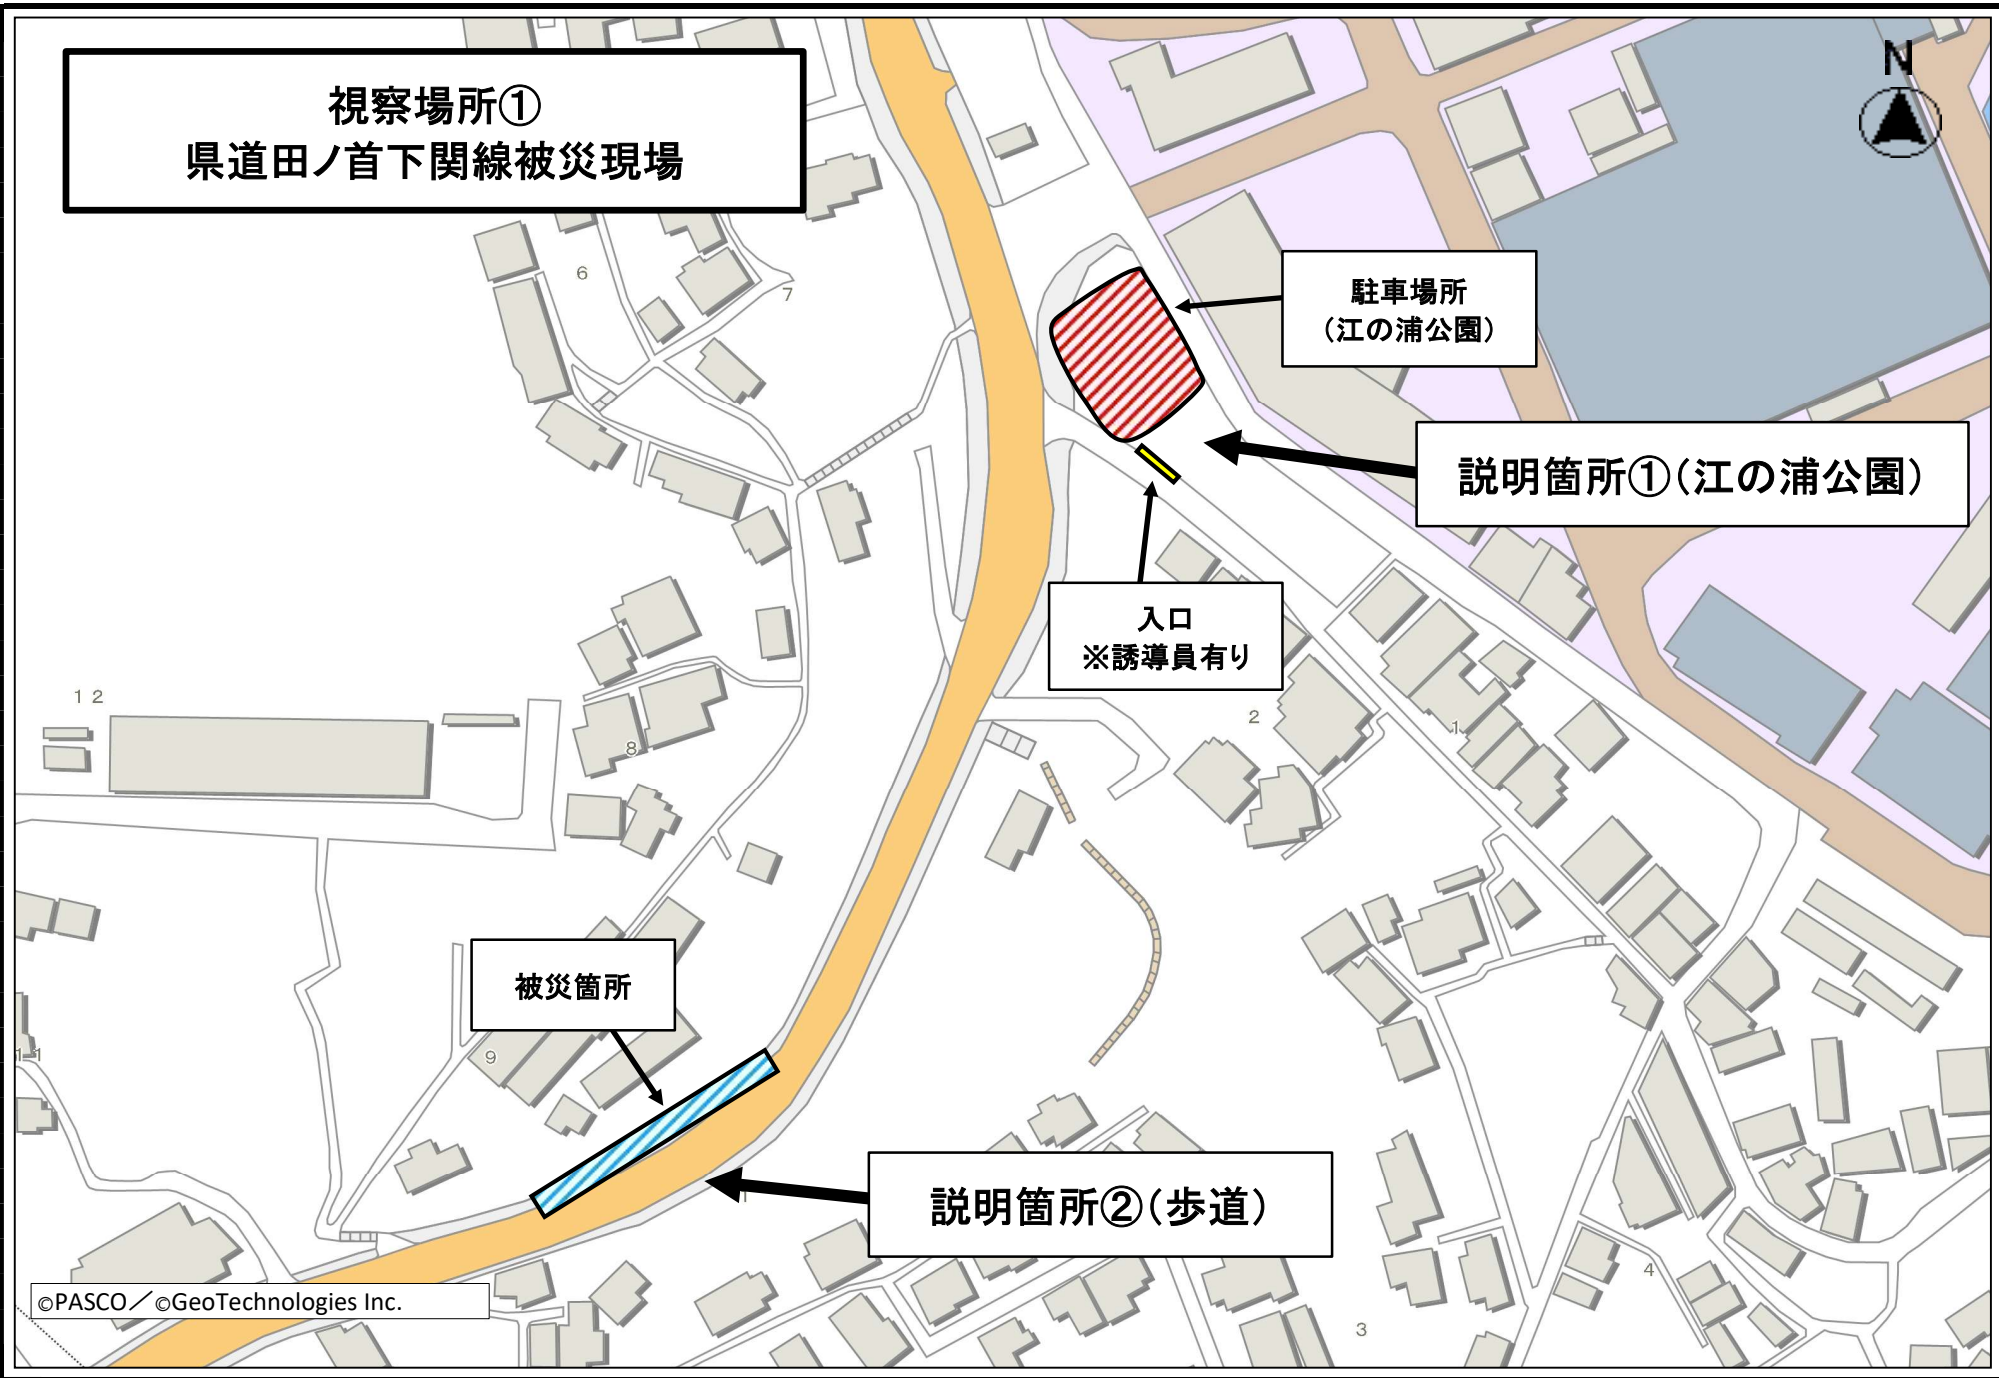 視察場所①
県道田ノ首下関線被災現場
N
駐車場所
(江の浦公園)
6
7
説明箇所①(江の浦公園)
入口
※誘導員有り
12
2
1
8
被災箇所
11
9
説明箇所②(歩道)
1
4
©PASCO/©GeoTechnologies Inc.
3